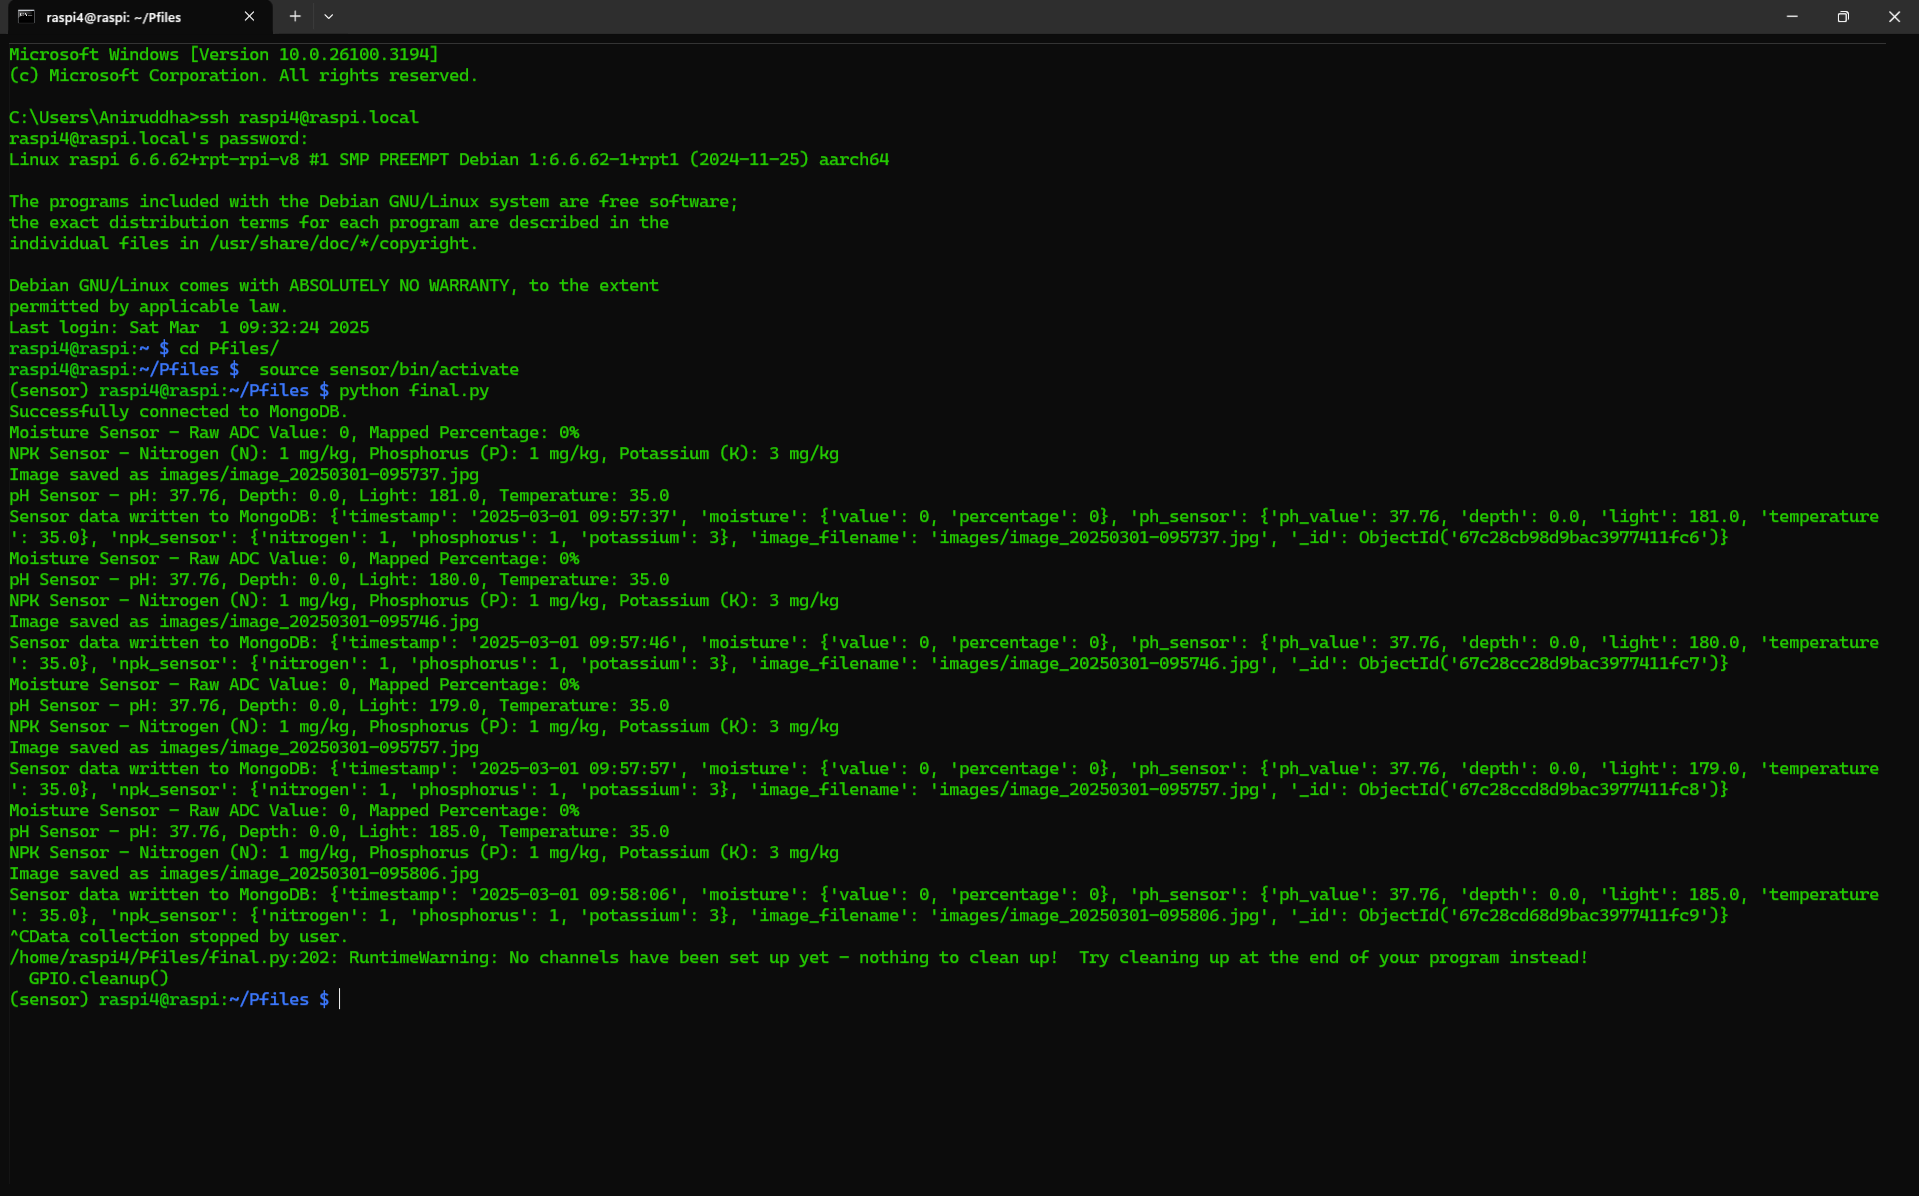 raspi4@raspi: ~/Pfiles
Microsoft Windows [Version 10.0.26100.3194]
(c) Microsoft Corporation. All rights reserved.
C:\Users\Aniruddha>ssh raspi4@raspi.local
raspi4@raspi.local's password:
Linux raspi 6.6.62+rpt-rpi-v8 #1 SMP PREEMPT Debian 1:6.6.62-1+rpt1 (2024-11-25) aarch64
The programs included with the Debian GNU/Linux system are free software;
the exact distribution terms for each program are described in the
individual files in /usr/share/doc/*/copyright.
Debian GNU/Linux comes with ABSOLUTELY NO WARRANTY, to the extent
permitted by applicable law.
Last login: Sat Mar  1 09:32:24 2025
raspi4@raspi:~ $ cd Pfiles/
raspi4@raspi:~/Pfiles $  source sensor/bin/activate
(sensor) raspi4@raspi:~/Pfiles $ python final.py
Successfully connected to MongoDB.
Moisture Sensor - Raw ADC Value: 0, Mapped Percentage: 0%
NPK Sensor - Nitrogen (N): 1 mg/kg, Phosphorus (P): 1 mg/kg, Potassium (K): 3 mg/kg
Image saved as images/image_20250301-095737.jpg
pH Sensor - pH: 37.76, Depth: 0.0, Light: 181.0, Temperature: 35.0
Sensor data written to MongoDB: {'timestamp': '2025-03-01 09:57:37', 'moisture': {'value': 0, 'percentage': 0}, 'ph_sensor': {'ph_value': 37.76, 'depth': 0.0, 'light': 181.0, 'temperature
': 35.0}, 'npk_sensor': {'nitrogen': 1, 'phosphorus': 1, 'potassium': 3}, 'image_filename': 'images/image_20250301-095737.jpg', '_id': ObjectId('67c28cb98d9bac3977411fc6')}
Moisture Sensor - Raw ADC Value: 0, Mapped Percentage: 0%
pH Sensor - pH: 37.76, Depth: 0.0, Light: 180.0, Temperature: 35.0
NPK Sensor - Nitrogen (N): 1 mg/kg, Phosphorus (P): 1 mg/kg, Potassium (K): 3 mg/kg
Image saved as images/image_20250301-095746.jpg
Sensor data written to MongoDB: {'timestamp': '2025-03-01 09:57:46', 'moisture': {'value': 0, 'percentage': 0}, 'ph_sensor': {'ph_value': 37.76, 'depth': 0.0, 'light': 180.0, 'temperature
': 35.0}, 'npk_sensor': {'nitrogen': 1, 'phosphorus': 1, 'potassium': 3}, 'image_filename': 'images/image_20250301-095746.jpg', '_id': ObjectId('67c28cc28d9bac3977411fc7')}
Moisture Sensor - Raw ADC Value: 0, Mapped Percentage: 0%
pH Sensor - pH: 37.76, Depth: 0.0, Light: 179.0, Temperature: 35.0
NPK Sensor - Nitrogen (N): 1 mg/kg, Phosphorus (P): 1 mg/kg, Potassium (K): 3 mg/kg
Image saved as images/image_20250301-095757.jpg
Sensor data written to MongoDB: {'timestamp': '2025-03-01 09:57:57', 'moisture': {'value': 0, 'percentage': 0}, 'ph_sensor': {'ph_value': 37.76, 'depth': 0.0, 'light': 179.0, 'temperature
': 35.0}, 'npk_sensor': {'nitrogen': 1, 'phosphorus': 1, 'potassium': 3}, 'image_filename': 'images/image_20250301-095757.jpg', '_id': ObjectId('67c28ccd8d9bac3977411fc8')}
Moisture Sensor - Raw ADC Value: 0, Mapped Percentage: 0%
pH Sensor - pH: 37.76, Depth: 0.0, Light: 185.0, Temperature: 35.0
NPK Sensor - Nitrogen (N): 1 mg/kg, Phosphorus (P): 1 mg/kg, Potassium (K): 3 mg/kg
Image saved as images/image_20250301-095806.jpg
Sensor data written to MongoDB: {'timestamp': '2025-03-01 09:58:06', 'moisture': {'value': 0, 'percentage': 0}, 'ph_sensor': {'ph_value': 37.76, 'depth': 0.0, 'light': 185.0, 'temperature
': 35.0}, 'npk_sensor': {'nitrogen': 1, 'phosphorus': 1, 'potassium': 3}, 'image_filename': 'images/image_20250301-095806.jpg', '_id': ObjectId('67c28cd68d9bac3977411fc9')}
^CData collection stopped by user.
/home/raspi4/Pfiles/final.py:202: RuntimeWarning: No channels have been set up yet - nothing to clean up!  Try cleaning up at the end of your program instead!
  GPIO.cleanup()
(sensor) raspi4@raspi:~/Pfiles $